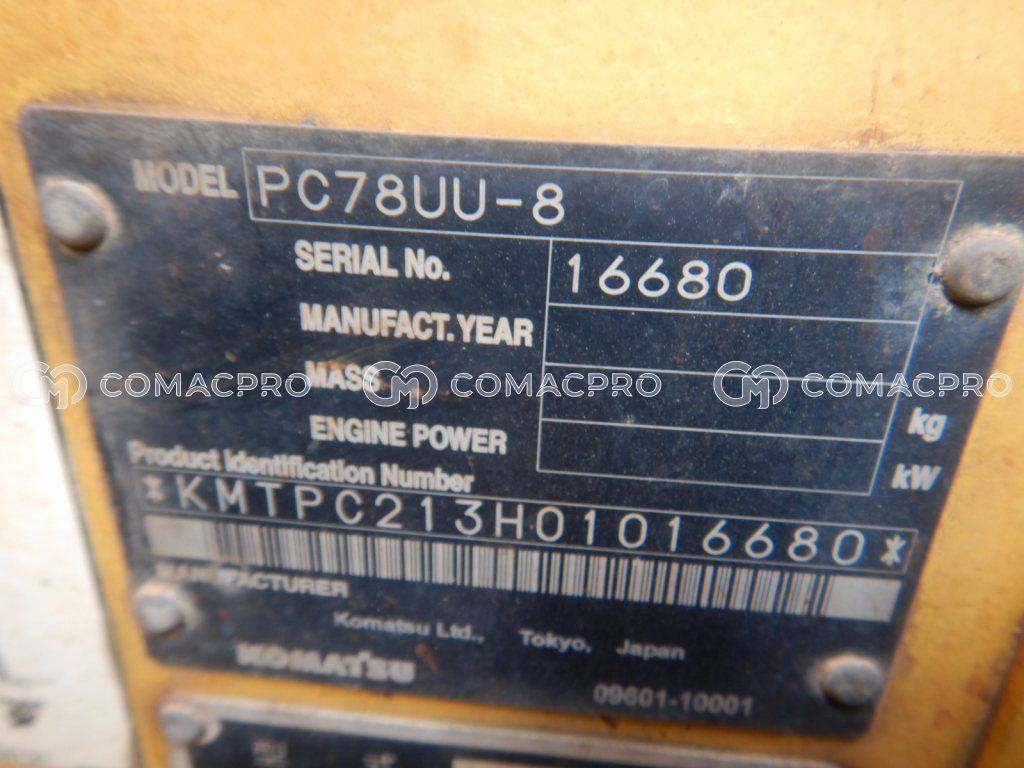 MODEL PC78UU-8
SERIAL No. 16680
MANUFACT. YEAR
MASS kg
COMACPRO COMACPRO COMACPRO
ENGINE POWER kW
Product Identification Number
*KMTPC213H01016680*
MANUFACTURER
Komatsu Ltd., Tokyo, Japan
KOMATSU
09601-10001